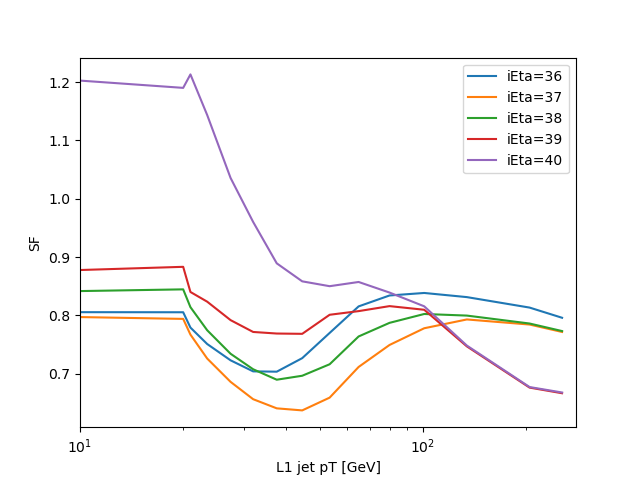 iEta=36
iEta=37
iEta=38
iEta=39
iEta=40
SF
1.2
1.1
1.0
0.9
0.8
0.7
10¹
10²
L1 jet pT [GeV]